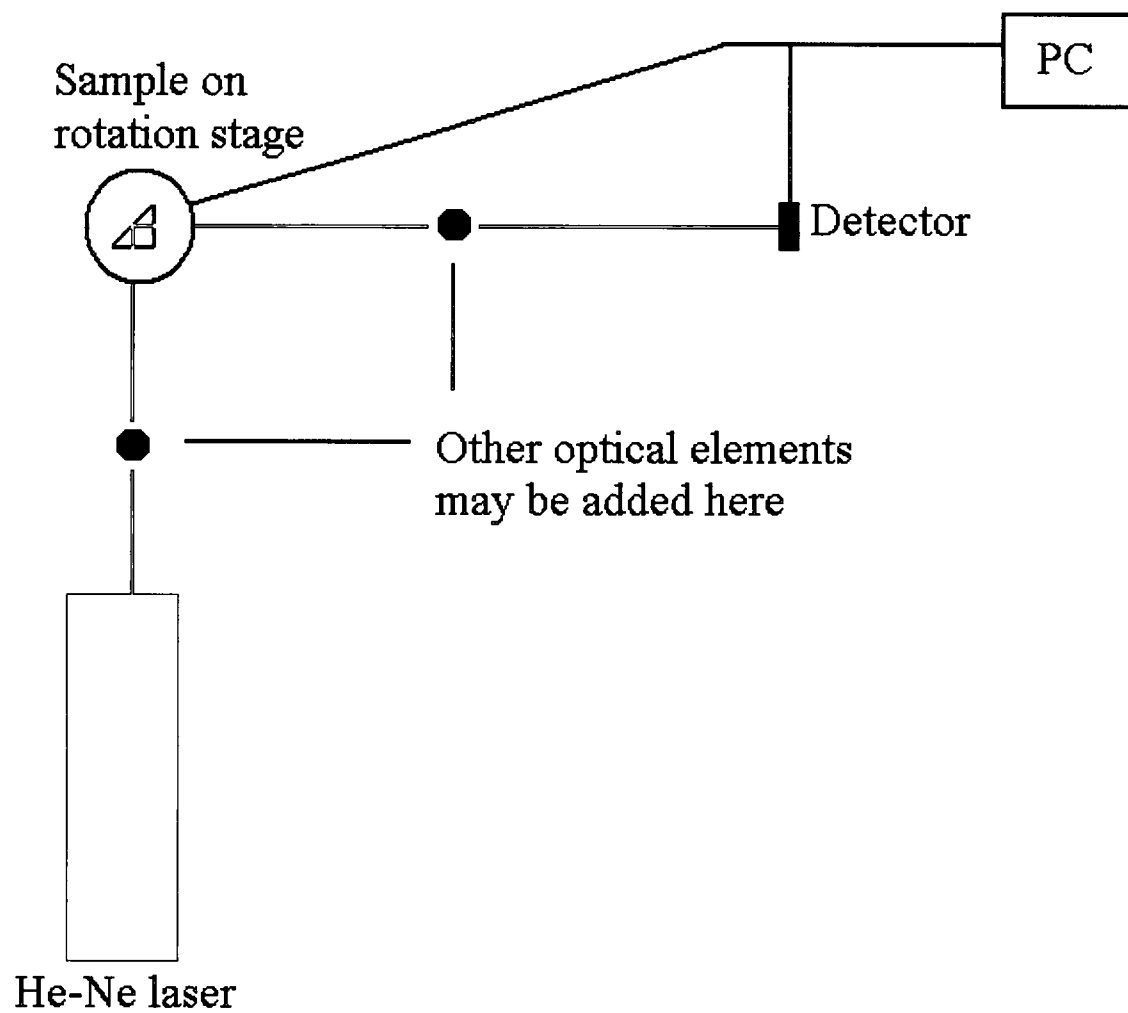 PC
Sample on
rotation stage
Detector
Other optical elements
may be added here
He-Ne laser